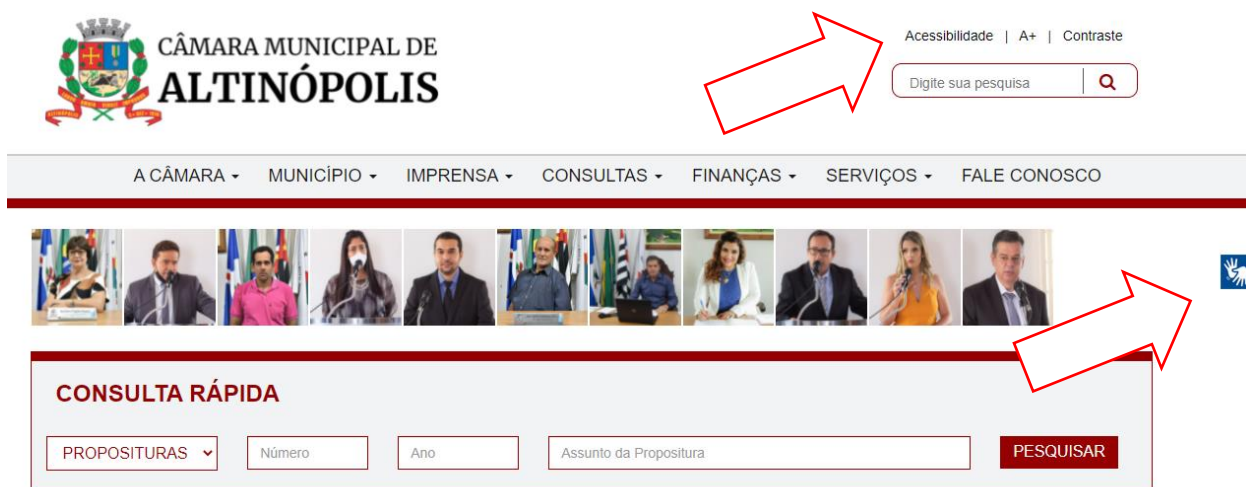 CÂMARA MUNICIPAL DE
ALTINÓPOLIS
Acessibilidade | A+ | Contraste
Digite sua pesquisa
A CÂMARA MUNICÍPIO IMPRENSA CONSULTAS FINANÇAS SERVIÇOS FALE CONOSCO
CONSULTA RÁPIDA
PROPOSITURAS Número Ano Assunto da Propositura PESQUISAR